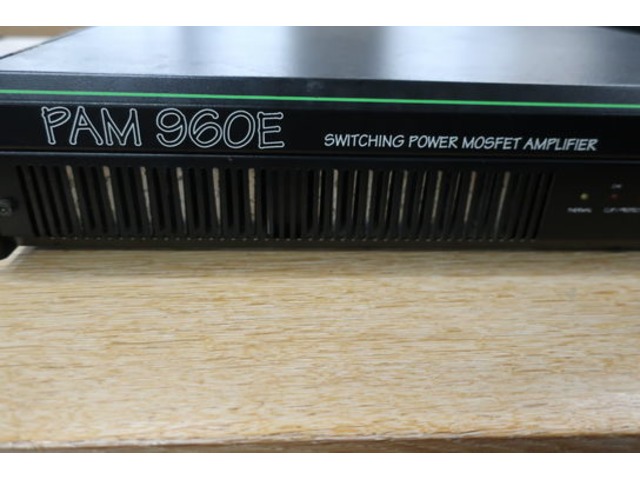 PAM 960E
SWITCHING POWER MOSFET AMPLIFIER
THERMAL